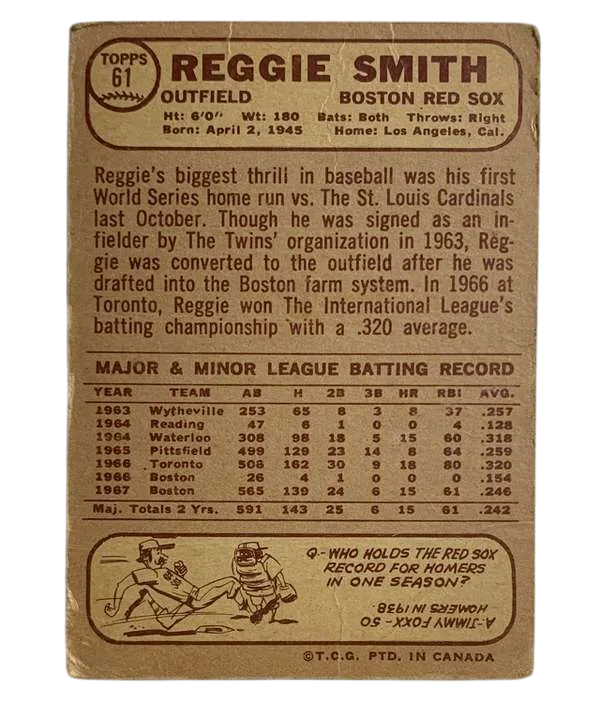 TOPPS
61
REGGIE SMITH
OUTFIELD BOSTON RED SOX
Ht: 6'0" Wt: 180 Bats: Both Throws: Right
Born: April 2, 1945 Home: Los Angeles, Cal.
Reggie's biggest thrill in baseball was his first
World Series home run vs. The St. Louis Cardinals
last October. Though he was signed as an in-
fielder by The Twins' organization in 1963, Reg-
gie was converted to the outfield after he was
drafted into the Boston farm system. In 1966 at
Toronto, Reggie won The International League's
batting championship with a .320 average.
MAJOR & MINOR LEAGUE BATTING RECORD
YEAR TEAM AB H 2B 3B HR RBI AVG.
1963 Wytheville 253 65 8 3 8 37 .257
1964 Reading 47 6 1 0 0 4 .128
1964 Waterloo 308 98 18 5 15 60 .318
1965 Pittsfield 499 129 23 14 8 64 .259
1966 Toronto 506 162 30 9 18 80 .320
1966 Boston 26 4 1 0 0 0 .154
1967 Boston 565 139 24 6 15 61 .246
Maj. Totals 2 Yrs. 591 143 25 6 15 61 .242
Q-WHO HOLDS THE RED SOX
RECORD FOR HOMERS
IN ONE SEASON?
A-JIMMY FOXX-50
HOMERS IN 1938.
©T.C.G. PTD. IN CANADA